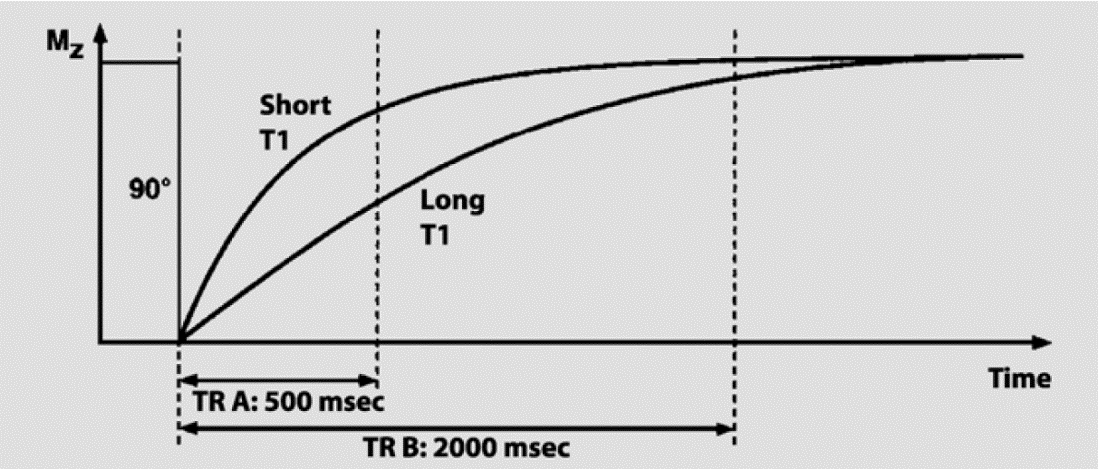 Mz
Short
T1
90°
Long
T1
Time
TR A: 500 msec
TR B: 2000 msec